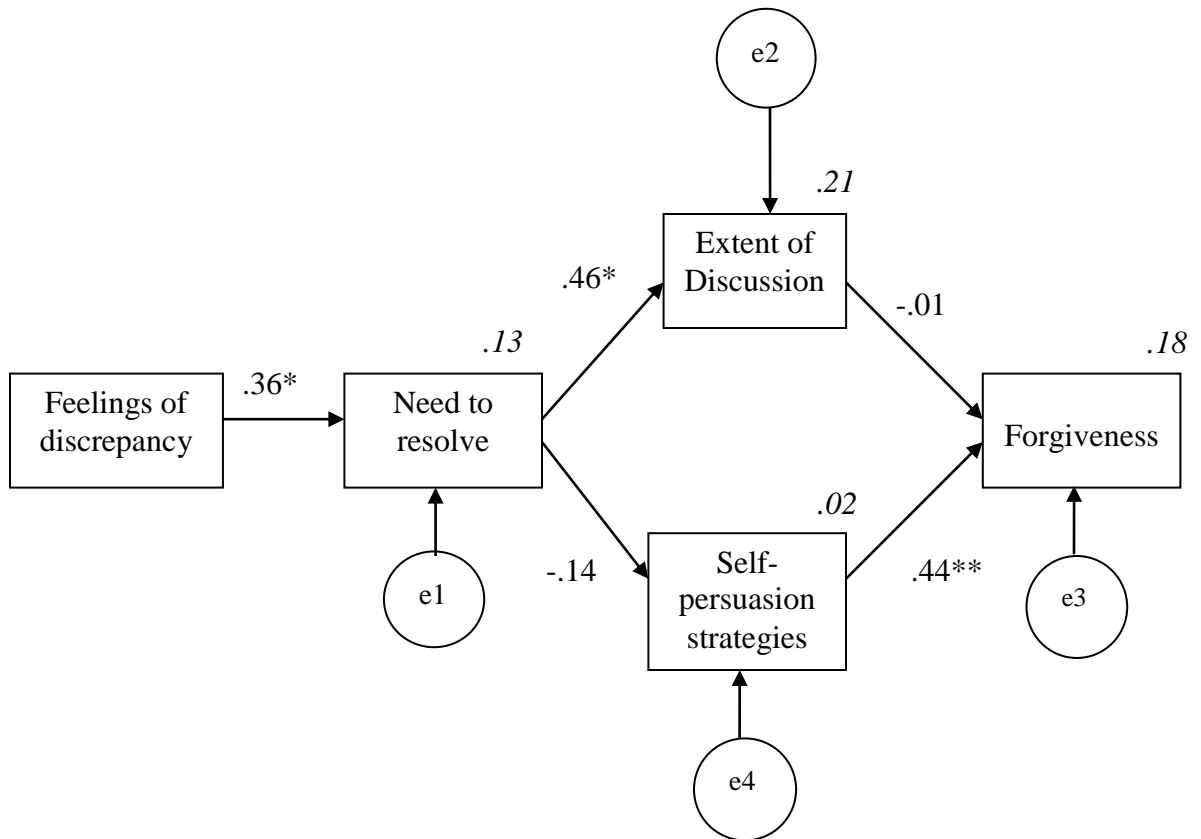 e2
.21
Extent of
Discussion
.46*
-.01
.13
.18
Feelings of
discrepancy
.36*
Need to
resolve
Forgiveness
.02
-.14
Self-
persuasion
strategies
.44**
e1
e3
e4